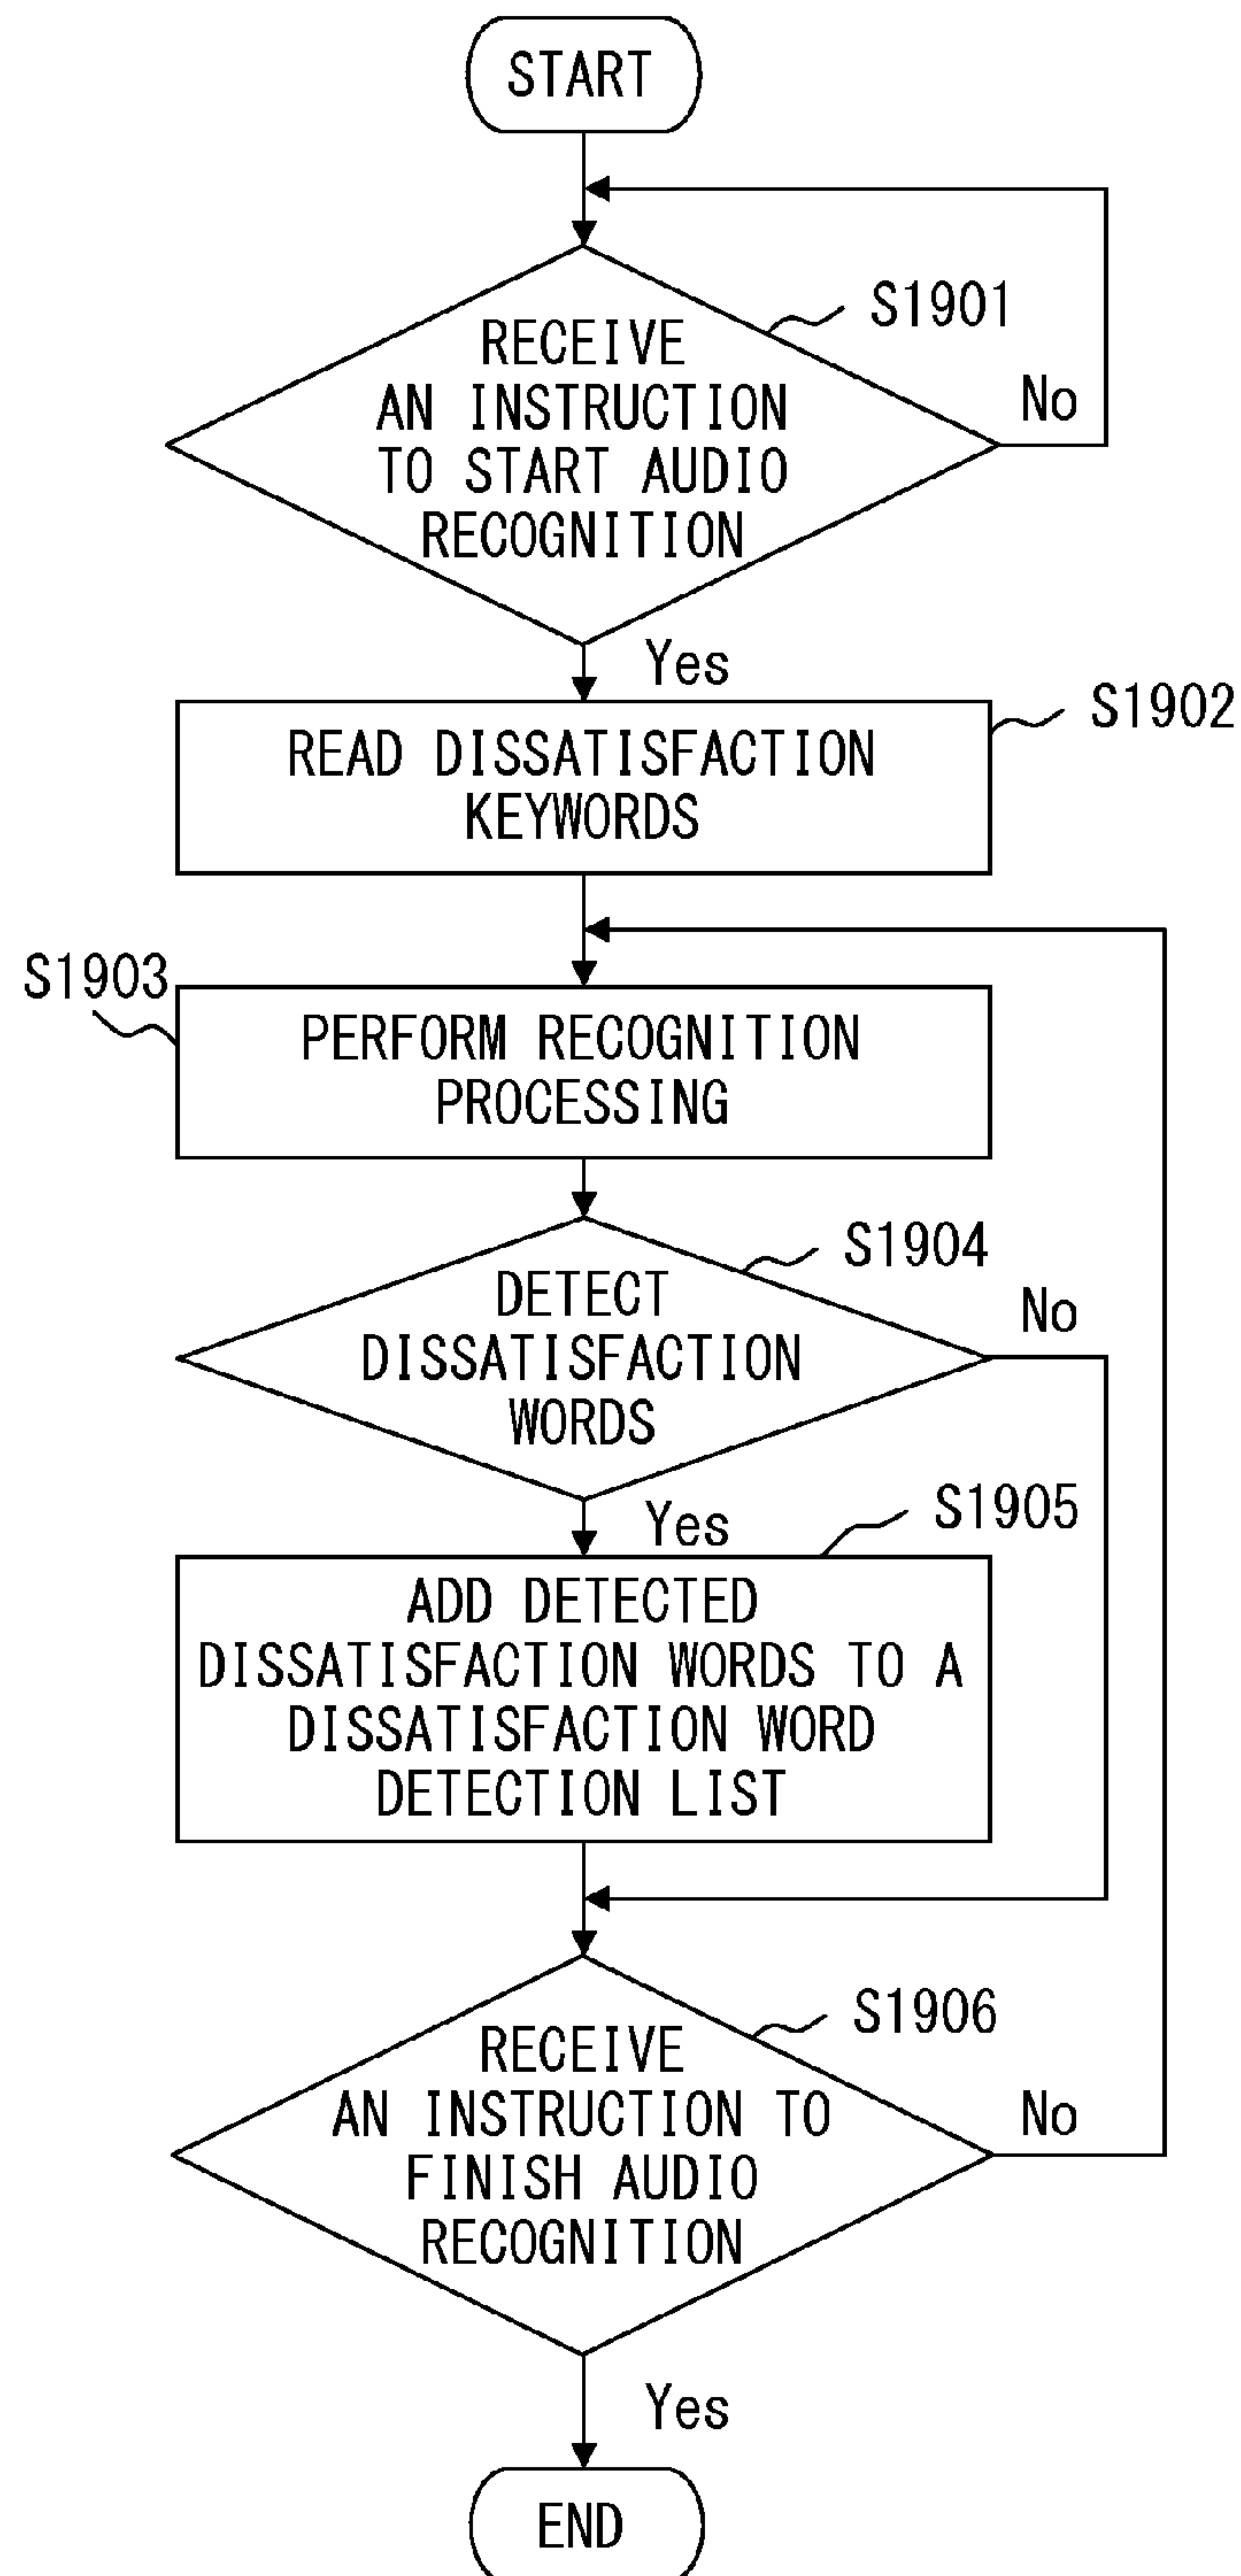 START
S1901
RECEIVE
AN INSTRUCTION
TO START AUDIO
RECOGNITION
No
Yes
S1902
READ DISSATISFACTION
KEYWORDS
S1903
PERFORM RECOGNITION
PROCESSING
S1904
DETECT
DISSATISFACTION
WORDS
No
Yes
S1905
ADD DETECTED
DISSATISFACTION WORDS TO A
DISSATISFACTION WORD
DETECTION LIST
S1906
RECEIVE
AN INSTRUCTION TO
FINISH AUDIO
RECOGNITION
No
Yes
END